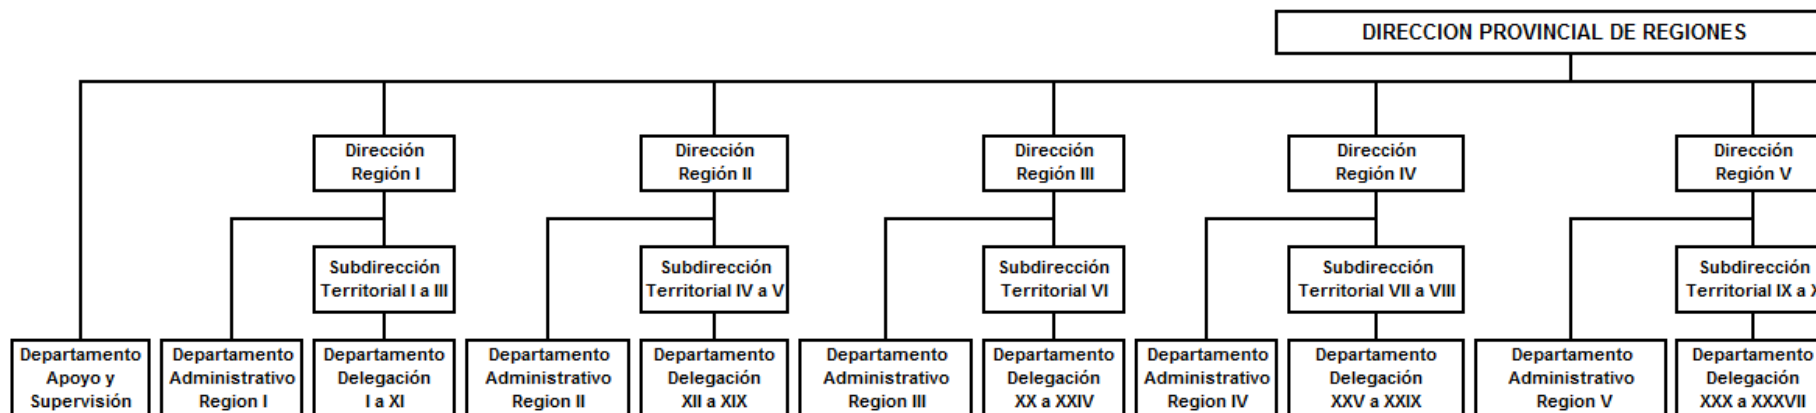 DIRECCION PROVINCIAL DE REGIONES
Dirección
Región I
Dirección
Región II
Dirección
Región III
Dirección
Región IV
Dirección
Región V
Subdirección
Territorial I a III
Subdirección
Territorial IV a V
Subdirección
Territorial VI
Subdirección
Territorial VII a VIII
Subdirección
Territorial IX a
Departamento
Apoyo y
Supervisión
Departamento
Administrativo
Region I
Departamento
Delegación
I a XI
Departamento
Administrativo
Region II
Departamento
Delegación
XII a XIX
Departamento
Administrativo
Region III
Departamento
Delegación
XX a XXIV
Departamento
Administrativo
Region IV
Departamento
Delegación
XXV a XXIX
Departamento
Administrativo
Region V
Departamento
Delegación
XXX a XXXVII